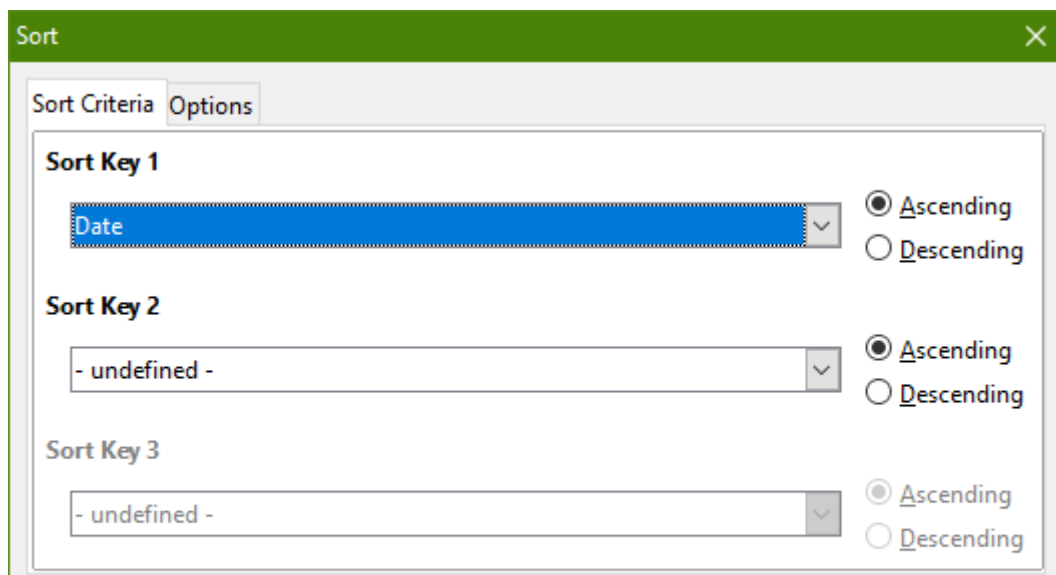 Sort
Sort Criteria Options
Sort Key 1
Date
Ascending
Descending
Sort Key 2
- undefined -
Ascending
Descending
Sort Key 3
- undefined -
Ascending
Descending